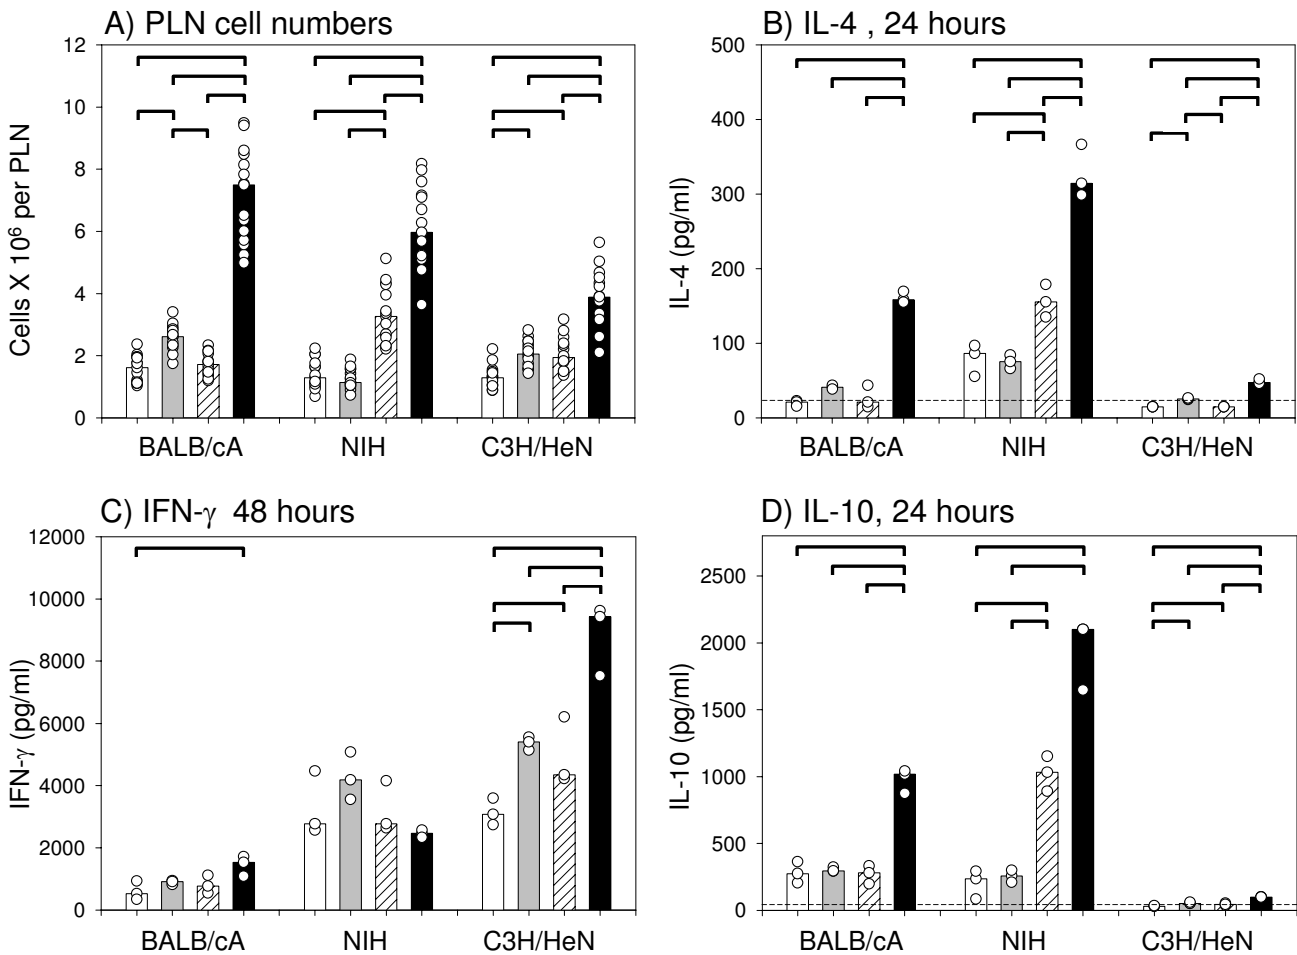 A) PLN cell numbers
12
10
8
6
4
2
0
Cells X 10⁶ per PLN
BALB/cA NIH C3H/HeN
B) IL-4 , 24 hours
500
400
300
200
100
0
IL-4 (pg/ml)
BALB/cA NIH C3H/HeN
C) IFN-γ 48 hours
12000
10000
8000
6000
4000
2000
0
IFN-γ (pg/ml)
BALB/cA NIH C3H/HeN
D) IL-10, 24 hours
2500
2000
1500
1000
500
0
IL-10 (pg/ml)
BALB/cA NIH C3H/HeN